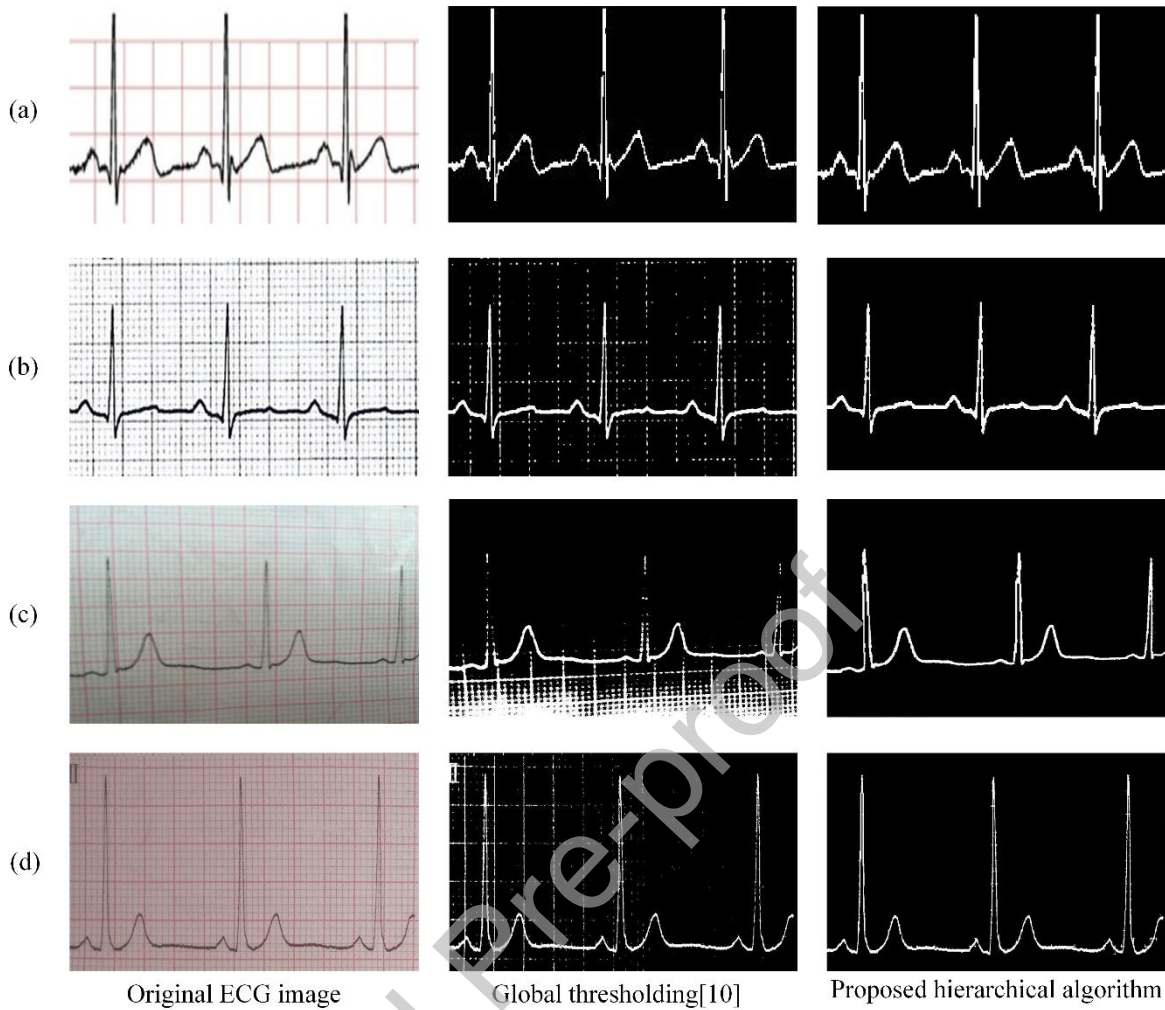 (a)
(b)
(c)
(d)
II
II
Original ECG image
Global thresholding[10]
Proposed hierarchical algorithm
Pre-proof